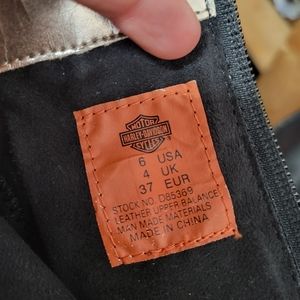 MOTOR
HARLEY-DAVIDSON
CYCLES
6 USA
4 UK
37 EUR
STOCK NO. D85369
LEATHER UPPER BALANCE
MAN MADE MATERIALS
MADE IN CHINA